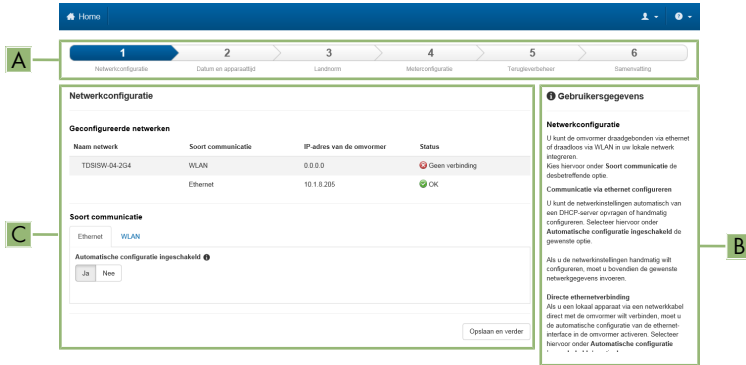 Home
A
1 2 3 4 5 6
Netwerkconfiguratie Datum en apparaattijd Landnorm Meterconfiguratie Terugleverbeheer Samenvatting
Netwerkconfiguratie
Geconfigureerde netwerken
Naam netwerk Soort communicatie IP-adres van de omvormer Status
TDSISW-04-2G4 WLAN 0.0.0.0 Geen verbinding
Ethernet 10.1.8.205 OK
C
Soort communicatie
Ethernet WLAN
Automatische configuratie ingeschakeld
Ja Nee
Opslaan en verder
Gebruikersgegevens
Netwerkconfiguratie
U kunt de omvormer draadgebonden via ethernet
of draadloos via WLAN in uw lokale netwerk
integreren.
Kies hiervoor onder Soort communicatie de
desbetreffende optie.
Communicatie via ethernet configureren
U kunt de netwerkinstellingen automatisch van
een DHCP-server opvragen of handmatig
configureren. Selecteer hiervoor onder
Automatische configuratie ingeschakeld de
gewenste optie.
B
Als u de netwerkinstellingen handmatig wilt
configureren, moet u bovendien de gewenste
netwerkgegevens invoeren.
Directe ethernetverbinding
Als u een lokaal apparaat via een netwerkkabel
direct met de omvormer wilt verbinden, moet u
de automatische configuratie van de ethernet-
interface in de omvormer activeren. Selecteer
hiervoor onder Automatische configuratie